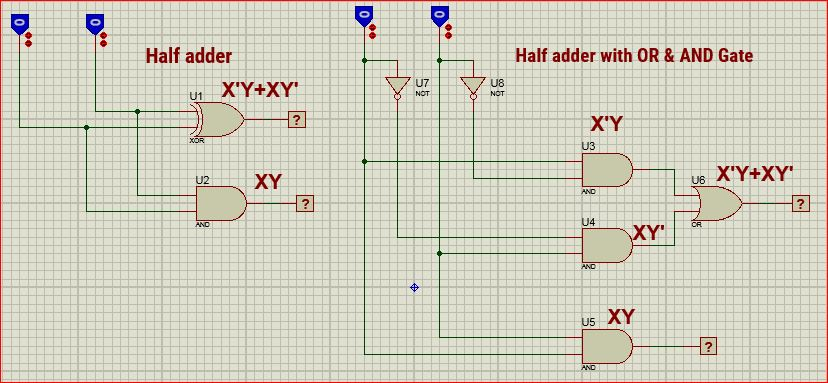 0
0
Half adder
U1
X'Y+XY'
XOR
?
U2
XY
AND
?
0
0
Half adder with OR & AND Gate
U7
NOT
U8
NOT
X'Y
U3
AND
U6
X'Y+XY'
OR
?
U4
XY'
AND
U5
XY
AND
?